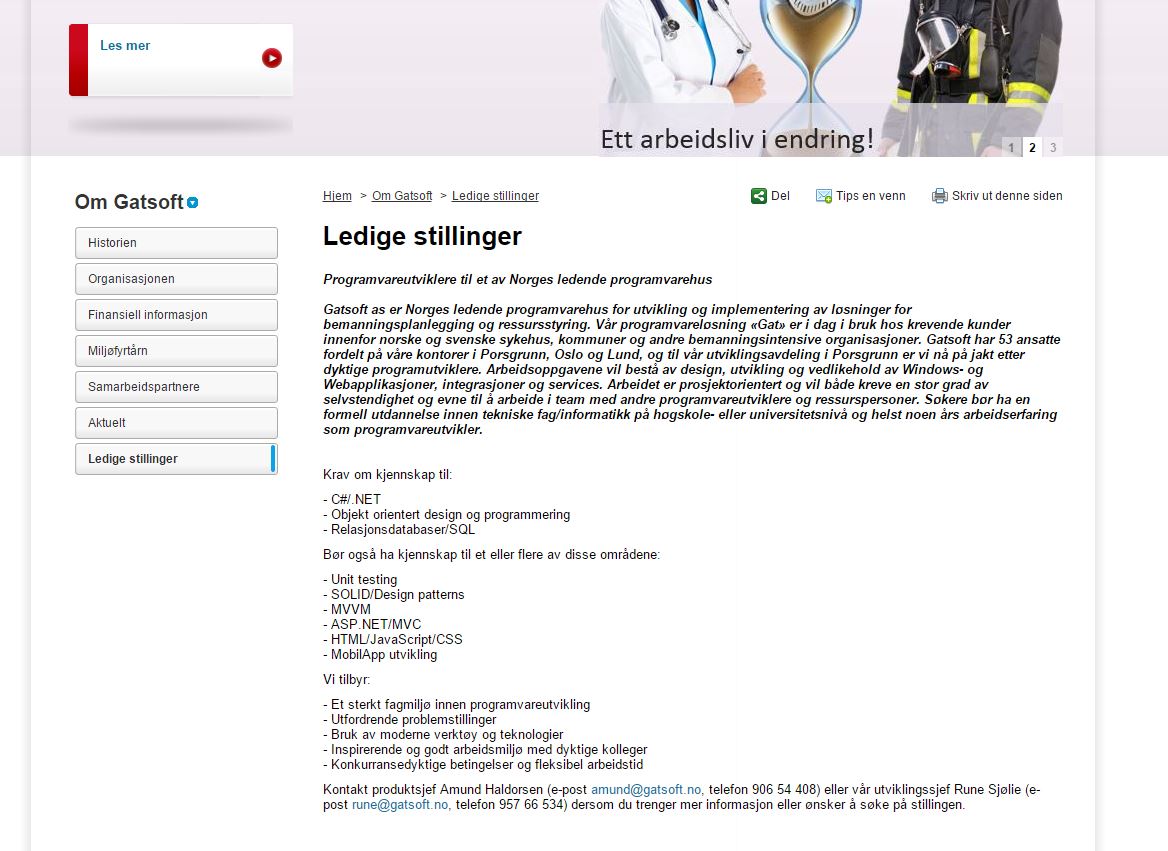 Les mer
Ett arbeidsliv i endring!
1 2 3
Om Gatsoft
Historien
Organisasjonen
Finansiell informasjon
Miljøfyrtårn
Samarbeidspartnere
Aktuelt
Ledige stillinger
Hjem > Om Gatsoft > Ledige stillinger
Del Tips en venn Skriv ut denne siden
Ledige stillinger
Programvareutviklere til et av Norges ledende programvarehus
Gatsoft as er Norges ledende programvarehus for utvikling og implementering av løsninger for
bemanningsplanlegging og ressursstyring. Vår programvareløsning «Gat» er i dag i bruk hos krevende kunder
innenfor norske og svenske sykehus, kommuner og andre bemanningsintensive organisasjoner. Gatsoft har 53 ansatte
fordelt på våre kontorer i Porsgrunn, Oslo og Lund, og til vår utviklingsavdeling i Porsgrunn er vi nå på jakt etter
dyktige programutviklere. Arbeidsoppgavene vil bestå av design, utvikling og vedlikehold av Windows- og
Webapplikasjoner, integrasjoner og services. Arbeidet er prosjektorientert og vil både kreve en stor grad av
selvstendighet og evne til å arbeide i team med andre programvareutviklere og ressurspersoner. Søkere bør ha en
formell utdannelse innen tekniske fag/informatikk på høgskole- eller universitetsnivå og helst noen års arbeidserfaring
som programvareutvikler.
Krav om kjennskap til:
- C#/.NET
- Objekt orientert design og programmering
- Relasjonsdatabaser/SQL
Bør også ha kjennskap til et eller flere av disse områdene:
- Unit testing
- SOLID/Design patterns
- MVVM
- ASP.NET/MVC
- HTML/JavaScript/CSS
- MobilApp utvikling
Vi tilbyr:
- Et sterkt fagmiljø innen programvareutvikling
- Utfordrende problemstillinger
- Bruk av moderne verktøy og teknologier
- Inspirerende og godt arbeidsmiljø med dyktige kolleger
- Konkurransedyktige betingelser og fleksibel arbeidstid
Kontakt produktsjef Amund Haldorsen (e-post amund@gatsoft.no, telefon 906 54 408) eller vår utviklingssjef Rune Sjølie (e-
post rune@gatsoft.no, telefon 957 66 534) dersom du trenger mer informasjon eller ønsker å søke på stillingen.